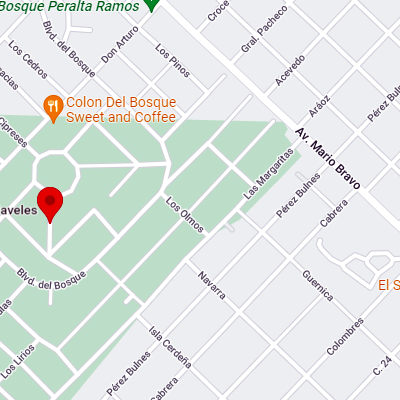 Bosque Peralta Ramos
Croce
Gral. Pacheco
Blvd. del Bosque
Don Arturo
Los Cedros
Los Pinos
Acevedo
Aráoz
Pérez Bulnes
Colon Del Bosque
Sweet and Coffee
Cipreses
Av. Mario Bravo
Las Margaritas
Pérez Bulnes
Cabrera
aveles
Los Olmos
Blvd. del Bosque
Navarra
Guernica
El S
Isla Cerdeña
Colombres
Los Lirios
C. 24
Pérez Bulnes
Cabrera